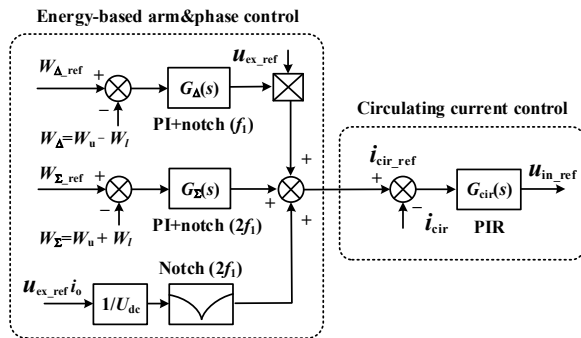 Energy-based arm&phase control
W_Δ_ref
+
−
W_Δ=W_u − W_l
G_Δ(s)
PI+notch (f_1)
u_ex_ref
W_Σ_ref
+
−
W_Σ=W_u + W_l
G_Σ(s)
PI+notch (2f_1)
+
+
+
u_ex_ref i_o
1/U_dc
Notch (2f_1)
Circulating current control
i_cir_ref
+
−
i_cir
G_cir(s)
PIR
u_in_ref